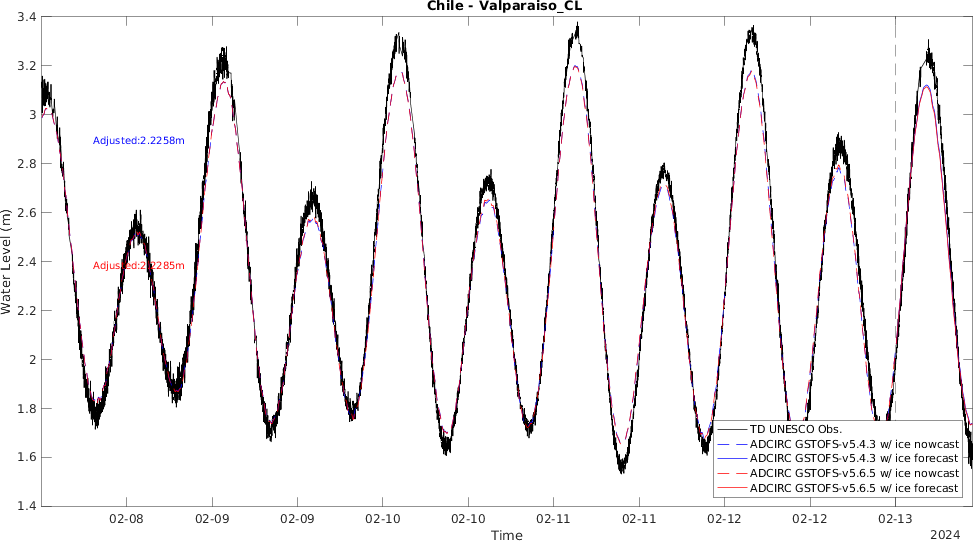 Chile - Valparaiso_CL
3.4
3.2
3
2.8
2.6
2.4
2.2
2
1.8
1.6
1.4
Water Level (m)
Adjusted:2.2258m
Adjusted:2.2285m
TD UNESCO Obs.
ADCIRC GSTOFS-v5.4.3 w/ ice nowcast
ADCIRC GSTOFS-v5.4.3 w/ ice forecast
ADCIRC GSTOFS-v5.6.5 w/ ice nowcast
ADCIRC GSTOFS-v5.6.5 w/ ice forecast
02-08 02-09 02-09 02-10 02-10 02-11 02-11 02-12 02-12 02-13
Time
2024